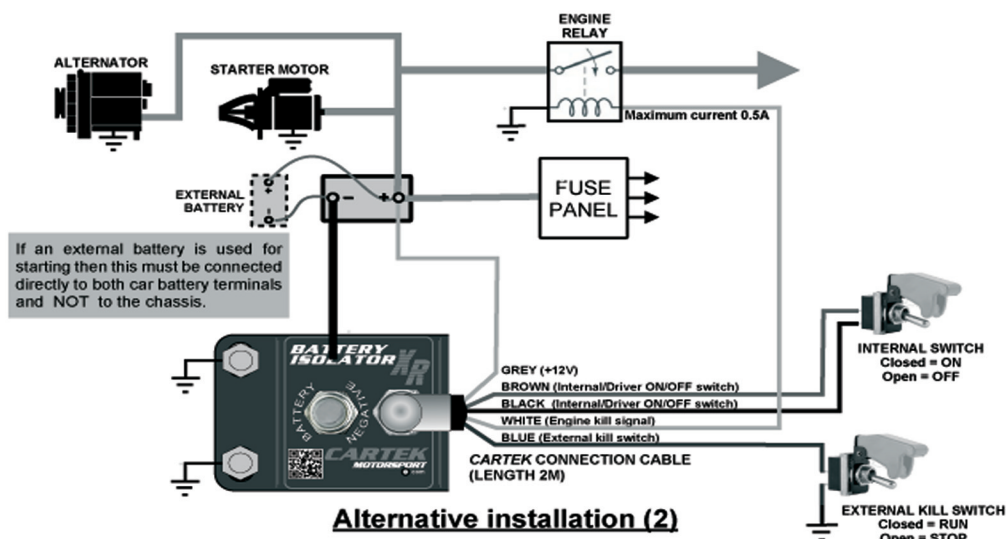 ENGINE
RELAY
ALTERNATOR
STARTER MOTOR
Maximum current 0.5A
EXTERNAL
BATTERY
+
-
- +
FUSE
PANEL
If an external battery is used for
starting then this must be connected
directly to both car battery terminals
and NOT to the chassis.
BATTERY
ISOLATOR
XR
BATTERY
NEGATIVE
CARTEK
MOTORSPORT
.com
GREY (+12V)
BROWN (Internal/Driver ON/OFF switch)
BLACK (Internal/Driver ON/OFF switch)
WHITE (Engine kill signal)
BLUE (External kill switch)
CARTEK CONNECTION CABLE
(LENGTH 2M)
INTERNAL SWITCH
Closed = ON
Open = OFF
EXTERNAL KILL SWITCH
Closed = RUN
Open = STOP
Alternative installation (2)